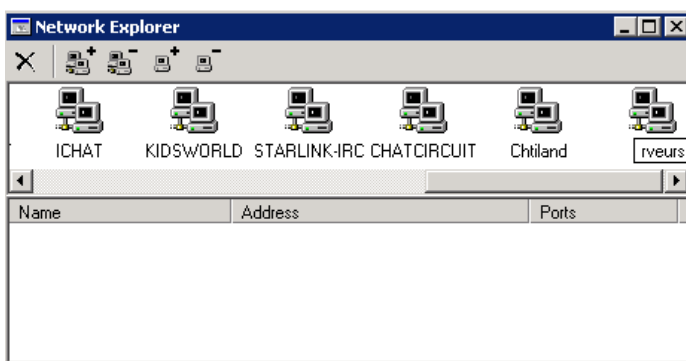 Network Explorer
ICHAT KIDSWORLD STARLINK-IRC CHATCIRCUIT Chtiland rveurs
Name Address Ports